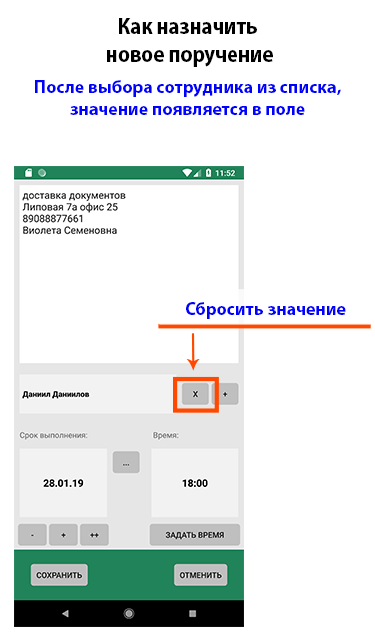 Как назначить
новое поручение
После выбора сотрудника из списка,
значение появляется в поле
11:52
доставка документов
Липовая 7а офис 25
89088877661
Виолета Семеновна
Сбросить значение
Даниил Даниилов
X
+
Срок выполнения:
Время:
28.01.19
...
18:00
-
+
++
ЗАДАТЬ ВРЕМЯ
СОХРАНИТЬ
ОТМЕНИТЬ